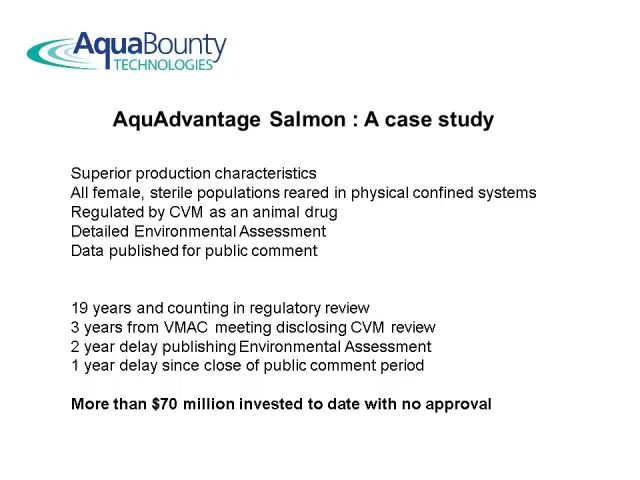 AquaBounty
TECHNOLOGIES
AquAdvantage Salmon : A case study
Superior production characteristics
All female, sterile populations reared in physical confined systems
Regulated by CVM as an animal drug
Detailed Environmental Assessment
Data published for public comment
19 years and counting in regulatory review
3 years from VMAC meeting disclosing CVM review
2 year delay publishing Environmental Assessment
1 year delay since close of public comment period
More than $70 million invested to date with no approval